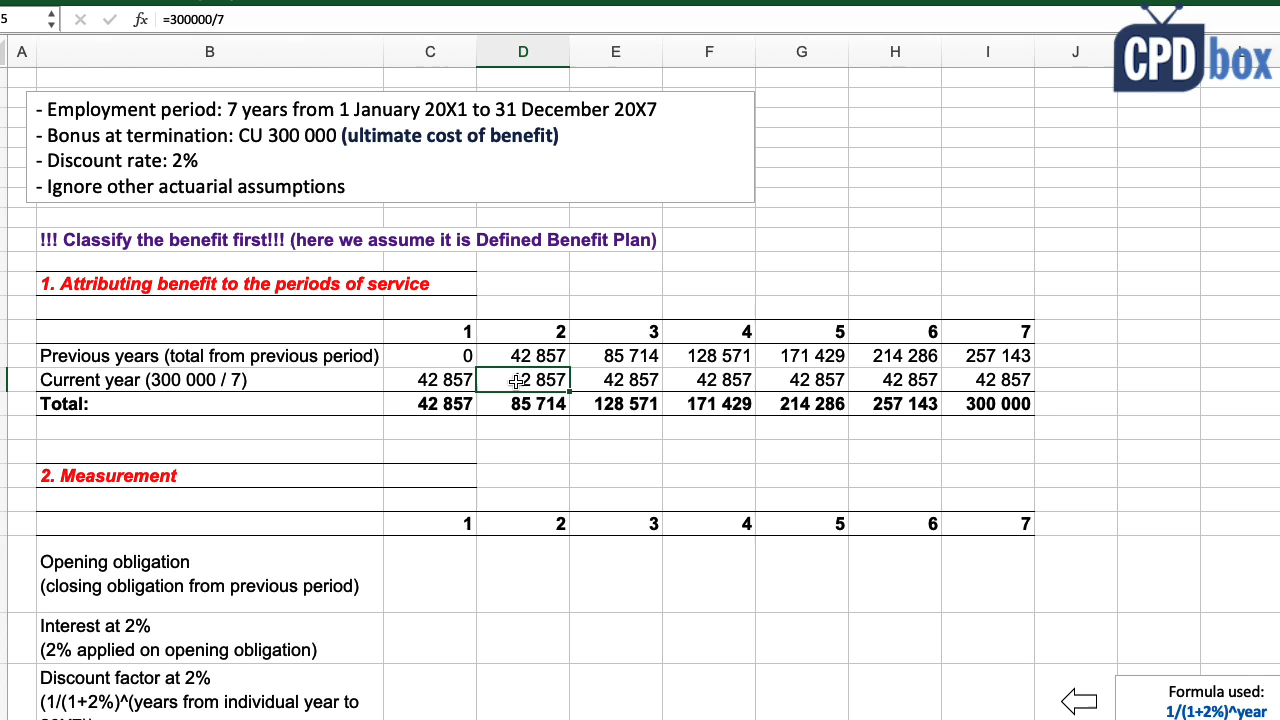 5 fx =300000/7
CPD box
A B C D E F G H I J
- Employment period: 7 years from 1 January 20X1 to 31 December 20X7
- Bonus at termination: CU 300 000 (ultimate cost of benefit)
- Discount rate: 2%
- Ignore other actuarial assumptions
!!! Classify the benefit first!!! (here we assume it is Defined Benefit Plan)
1. Attributing benefit to the periods of service
1 2 3 4 5 6 7
Previous years (total from previous period) 0 42 857 85 714 128 571 171 429 214 286 257 143
Current year (300 000 / 7) 42 857 42 857 42 857 42 857 42 857 42 857 42 857
Total: 42 857 85 714 128 571 171 429 214 286 257 143 300 000
2. Measurement
1 2 3 4 5 6 7
Opening obligation
(closing obligation from previous period)
Interest at 2%
(2% applied on opening obligation)
Discount factor at 2%
(1/(1+2%)^(years from individual year to
Formula used:
1/(1+2%)^year